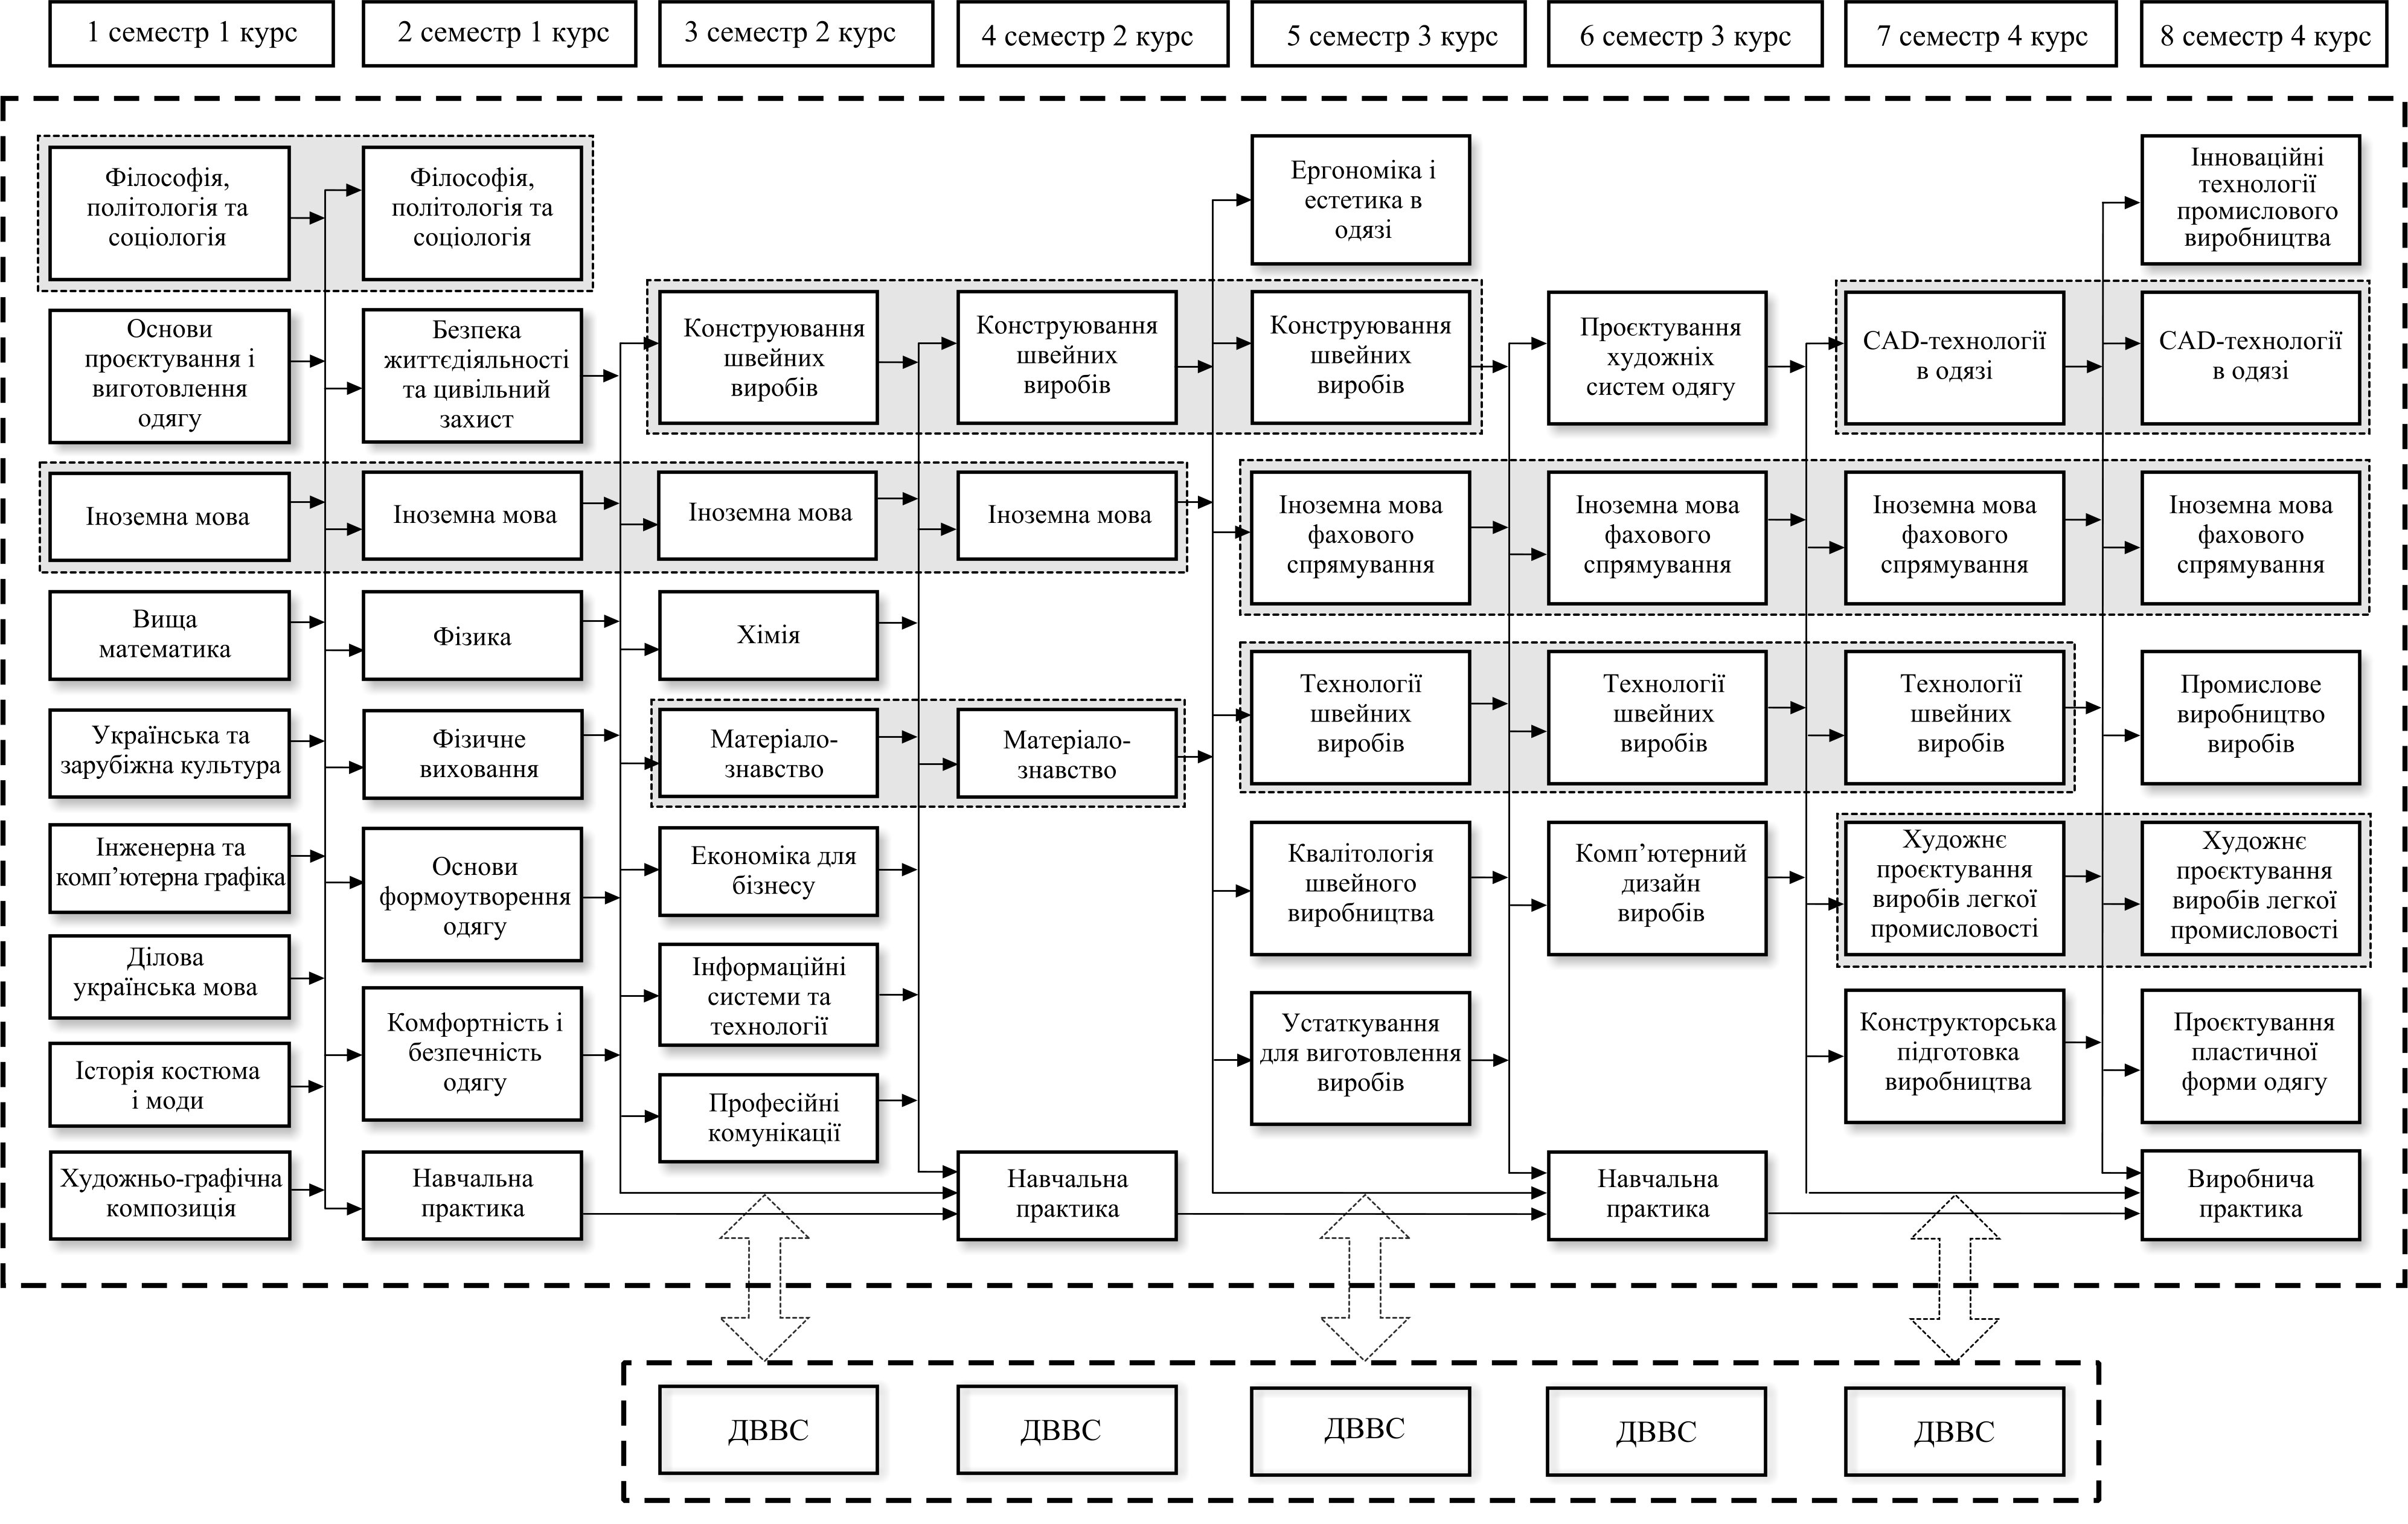 1 семестр 1 курс
2 семестр 1 курс
3 семестр 2 курс
4 семестр 2 курс
5 семестр 3 курс
6 семестр 3 курс
7 семестр 4 курс
8 семестр 4 курс
Філософія,
політологія та
соціологія
Основи
проєктування і
виготовлення
одягу
Іноземна мова
Вища
математика
Українська та
зарубіжна культура
Інженерна та
комп’ютерна графіка
Ділова
українська мова
Історія костюма
і моди
Художньо-графічна
композиція
Філософія,
політологія та
соціологія
Безпека
життєдіяльності
та цивільний
захист
Іноземна мова
Фізика
Фізичне
виховання
Основи
формоутворення
одягу
Комфортність і
безпечність
одягу
Навчальна
практика
Конструювання
швейних
виробів
Іноземна мова
Хімія
Матеріало-
знавство
Економіка для
бізнесу
Інформаційні
системи та
технології
Професійні
комунікації
Конструювання
швейних
виробів
Іноземна мова
Матеріало-
знавство
Навчальна
практика
Ергономіка і
естетика в
одязі
Конструювання
швейних
виробів
Іноземна мова
фахового
спрямування
Технології
швейних
виробів
Квалітологія
швейного
виробництва
Устаткування
для виготовлення
виробів
Проєктування
художніх
систем одягу
Іноземна мова
фахового
спрямування
Технології
швейних
виробів
Комп’ютерний
дизайн
виробів
Навчальна
практика
CAD-технології
в одязі
Іноземна мова
фахового
спрямування
Технології
швейних
виробів
Художнє
проєктування
виробів легкої
промисловості
Конструкторська
підготовка
виробництва
Інноваційні
технології
промислового
виробництва
CAD-технології
в одязі
Іноземна мова
фахового
спрямування
Промислове
виробництво
виробів
Художнє
проєктування
виробів легкої
промисловості
Проєктування
пластичної
форми одягу
Виробнича
практика
ДВВС
ДВВС
ДВВС
ДВВС
ДВВС